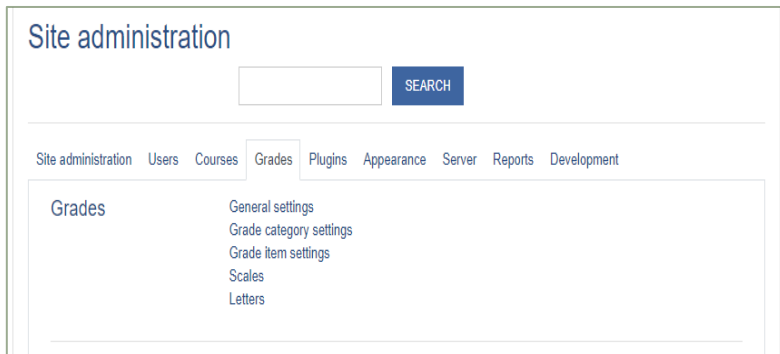 Site administration
SEARCH
Site administration Users Courses Grades Plugins Appearance Server Reports Development
Grades General settings
Grade category settings
Grade item settings
Scales
Letters